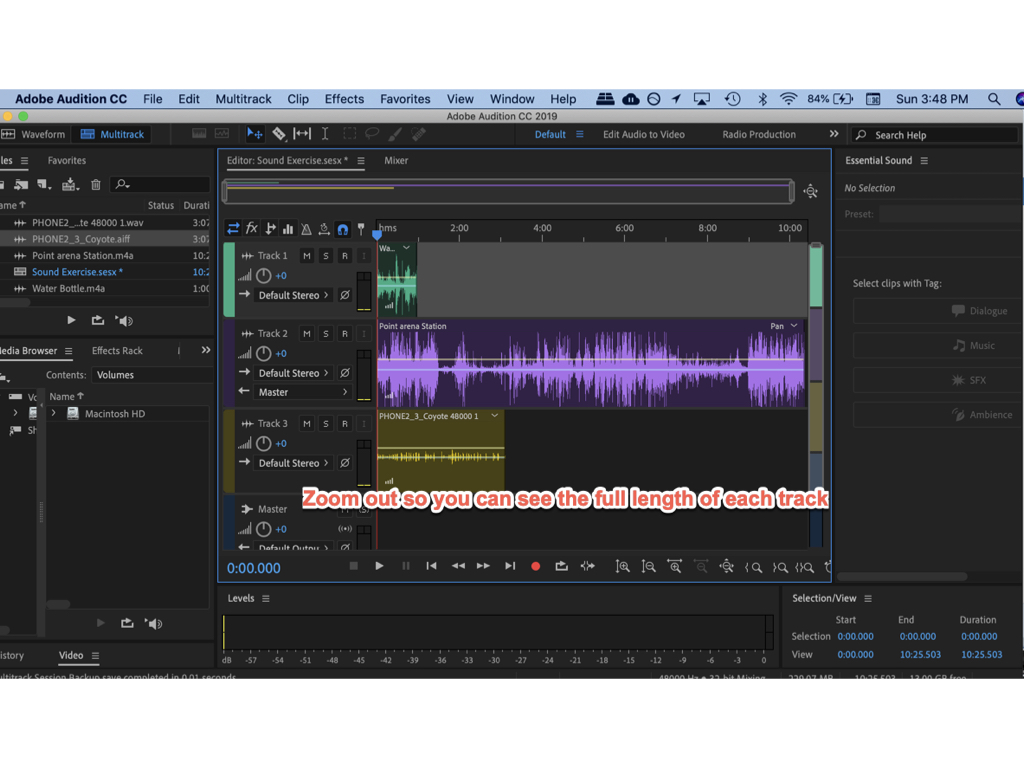 Adobe Audition CC File Edit Multitrack Clip Effects Favorites View Window Help 84% Sun 3:48 PM
Adobe Audition CC 2019
Waveform Multitrack Default Edit Audio to Video Radio Production » Search Help
les Favorites
Editor: Sound Exercise.sesx * Mixer
Essential Sound
No Selection
Preset:
ame Status Durati
PHONE2_...te 48000 1.wav 3:07
PHONE2_3_Coyote.aiff 3:07
Point arena Station.m4a 10:2
Sound Exercise.sesx * 10:2
Water Bottle.m4a 1:00
fx hms 2:00 4:00 6:00 8:00 10:00
Track 1 M S R I
+0
Default Stereo
Wa...
Track 2 M S R I
+0
Default Stereo
Master
Point arena Station Pan
Track 3 M S R I
+0
Default Stereo
PHONE2_3_Coyote 48000 1
Zoom out so you can see the full length of each track
Master
+0
Default Output
Select clips with Tag:
Dialogue
Music
SFX
Ambience
edia Browser Effects Rack »
Contents: Volumes
Name
Macintosh HD
0:00.000
Levels
dB -57 -54 -51 -48 -45 -42 -39 -36 -33 -30 -27 -24 -21 -18 -15 -12 -9 -6 -3 0
Selection/View
Start End Duration
Selection 0:00.000 0:00.000 0:00.000
View 0:00.000 10:25.503 10:25.503
istory Video
ultitrack Session Backup save completed in 0.01 seconds
48000 Hz • 32-bit Mixing 229.07 MB 10:25.503 13.00 GB free